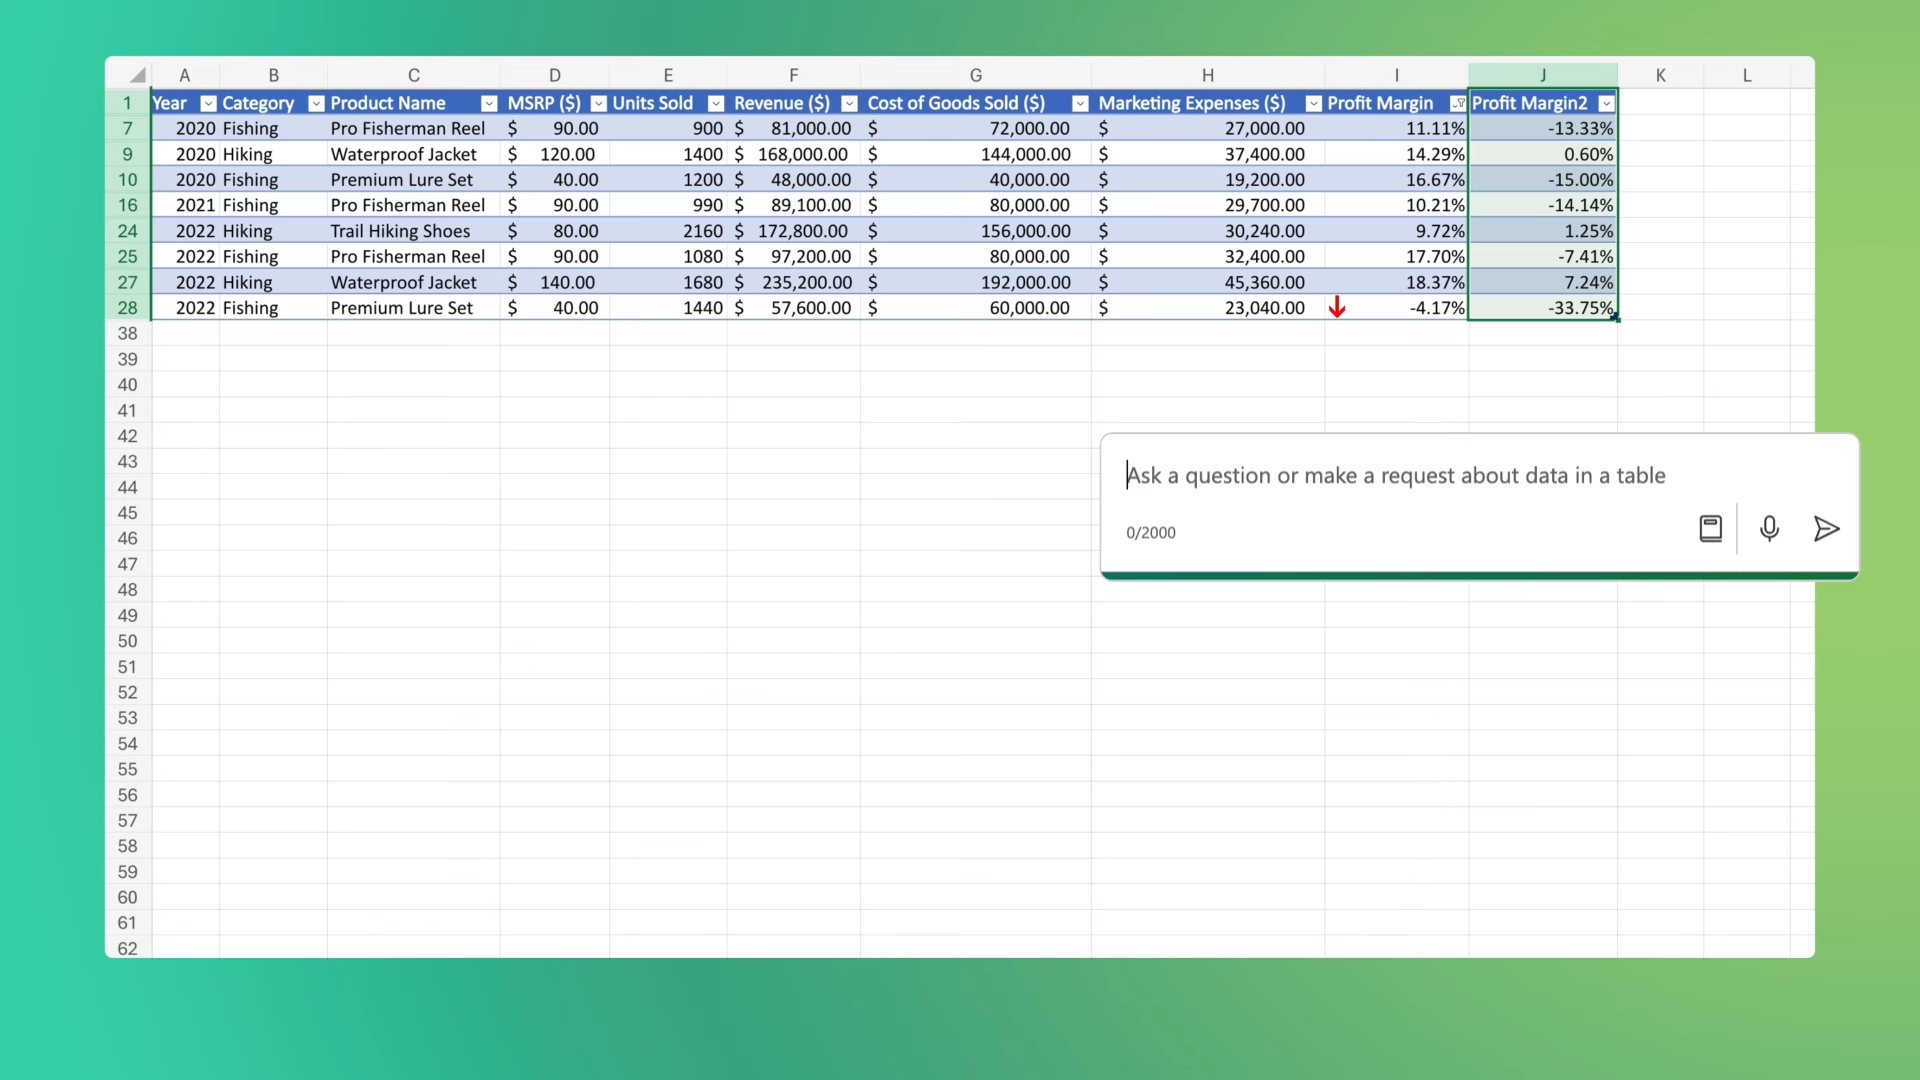 A B C D E F G H I J K L
1 Year Category Product Name MSRP ($) Units Sold Revenue ($) Cost of Goods Sold ($) Marketing Expenses ($) Profit Margin Profit Margin2
7 2020 Fishing Pro Fisherman Reel $ 90.00 900 $ 81,000.00 $ 72,000.00 $ 27,000.00 11.11% -13.33%
9 2020 Hiking Waterproof Jacket $ 120.00 1400 $ 168,000.00 $ 144,000.00 $ 37,400.00 14.29% 0.60%
10 2020 Fishing Premium Lure Set $ 40.00 1200 $ 48,000.00 $ 40,000.00 $ 19,200.00 16.67% -15.00%
16 2021 Fishing Pro Fisherman Reel $ 90.00 990 $ 89,100.00 $ 80,000.00 $ 29,700.00 10.21% -14.14%
24 2022 Hiking Trail Hiking Shoes $ 80.00 2160 $ 172,800.00 $ 156,000.00 $ 30,240.00 9.72% 1.25%
25 2022 Fishing Pro Fisherman Reel $ 90.00 1080 $ 97,200.00 $ 80,000.00 $ 32,400.00 17.70% -7.41%
27 2022 Hiking Waterproof Jacket $ 140.00 1680 $ 235,200.00 $ 192,000.00 $ 45,360.00 18.37% 7.24%
28 2022 Fishing Premium Lure Set $ 40.00 1440 $ 57,600.00 $ 60,000.00 $ 23,040.00 -4.17% -33.75%
38
39
40
41
42
43
44
45
46
47
48
49
50
51
52
53
54
55
56
57
58
59
60
61
62
Ask a question or make a request about data in a table
0/2000